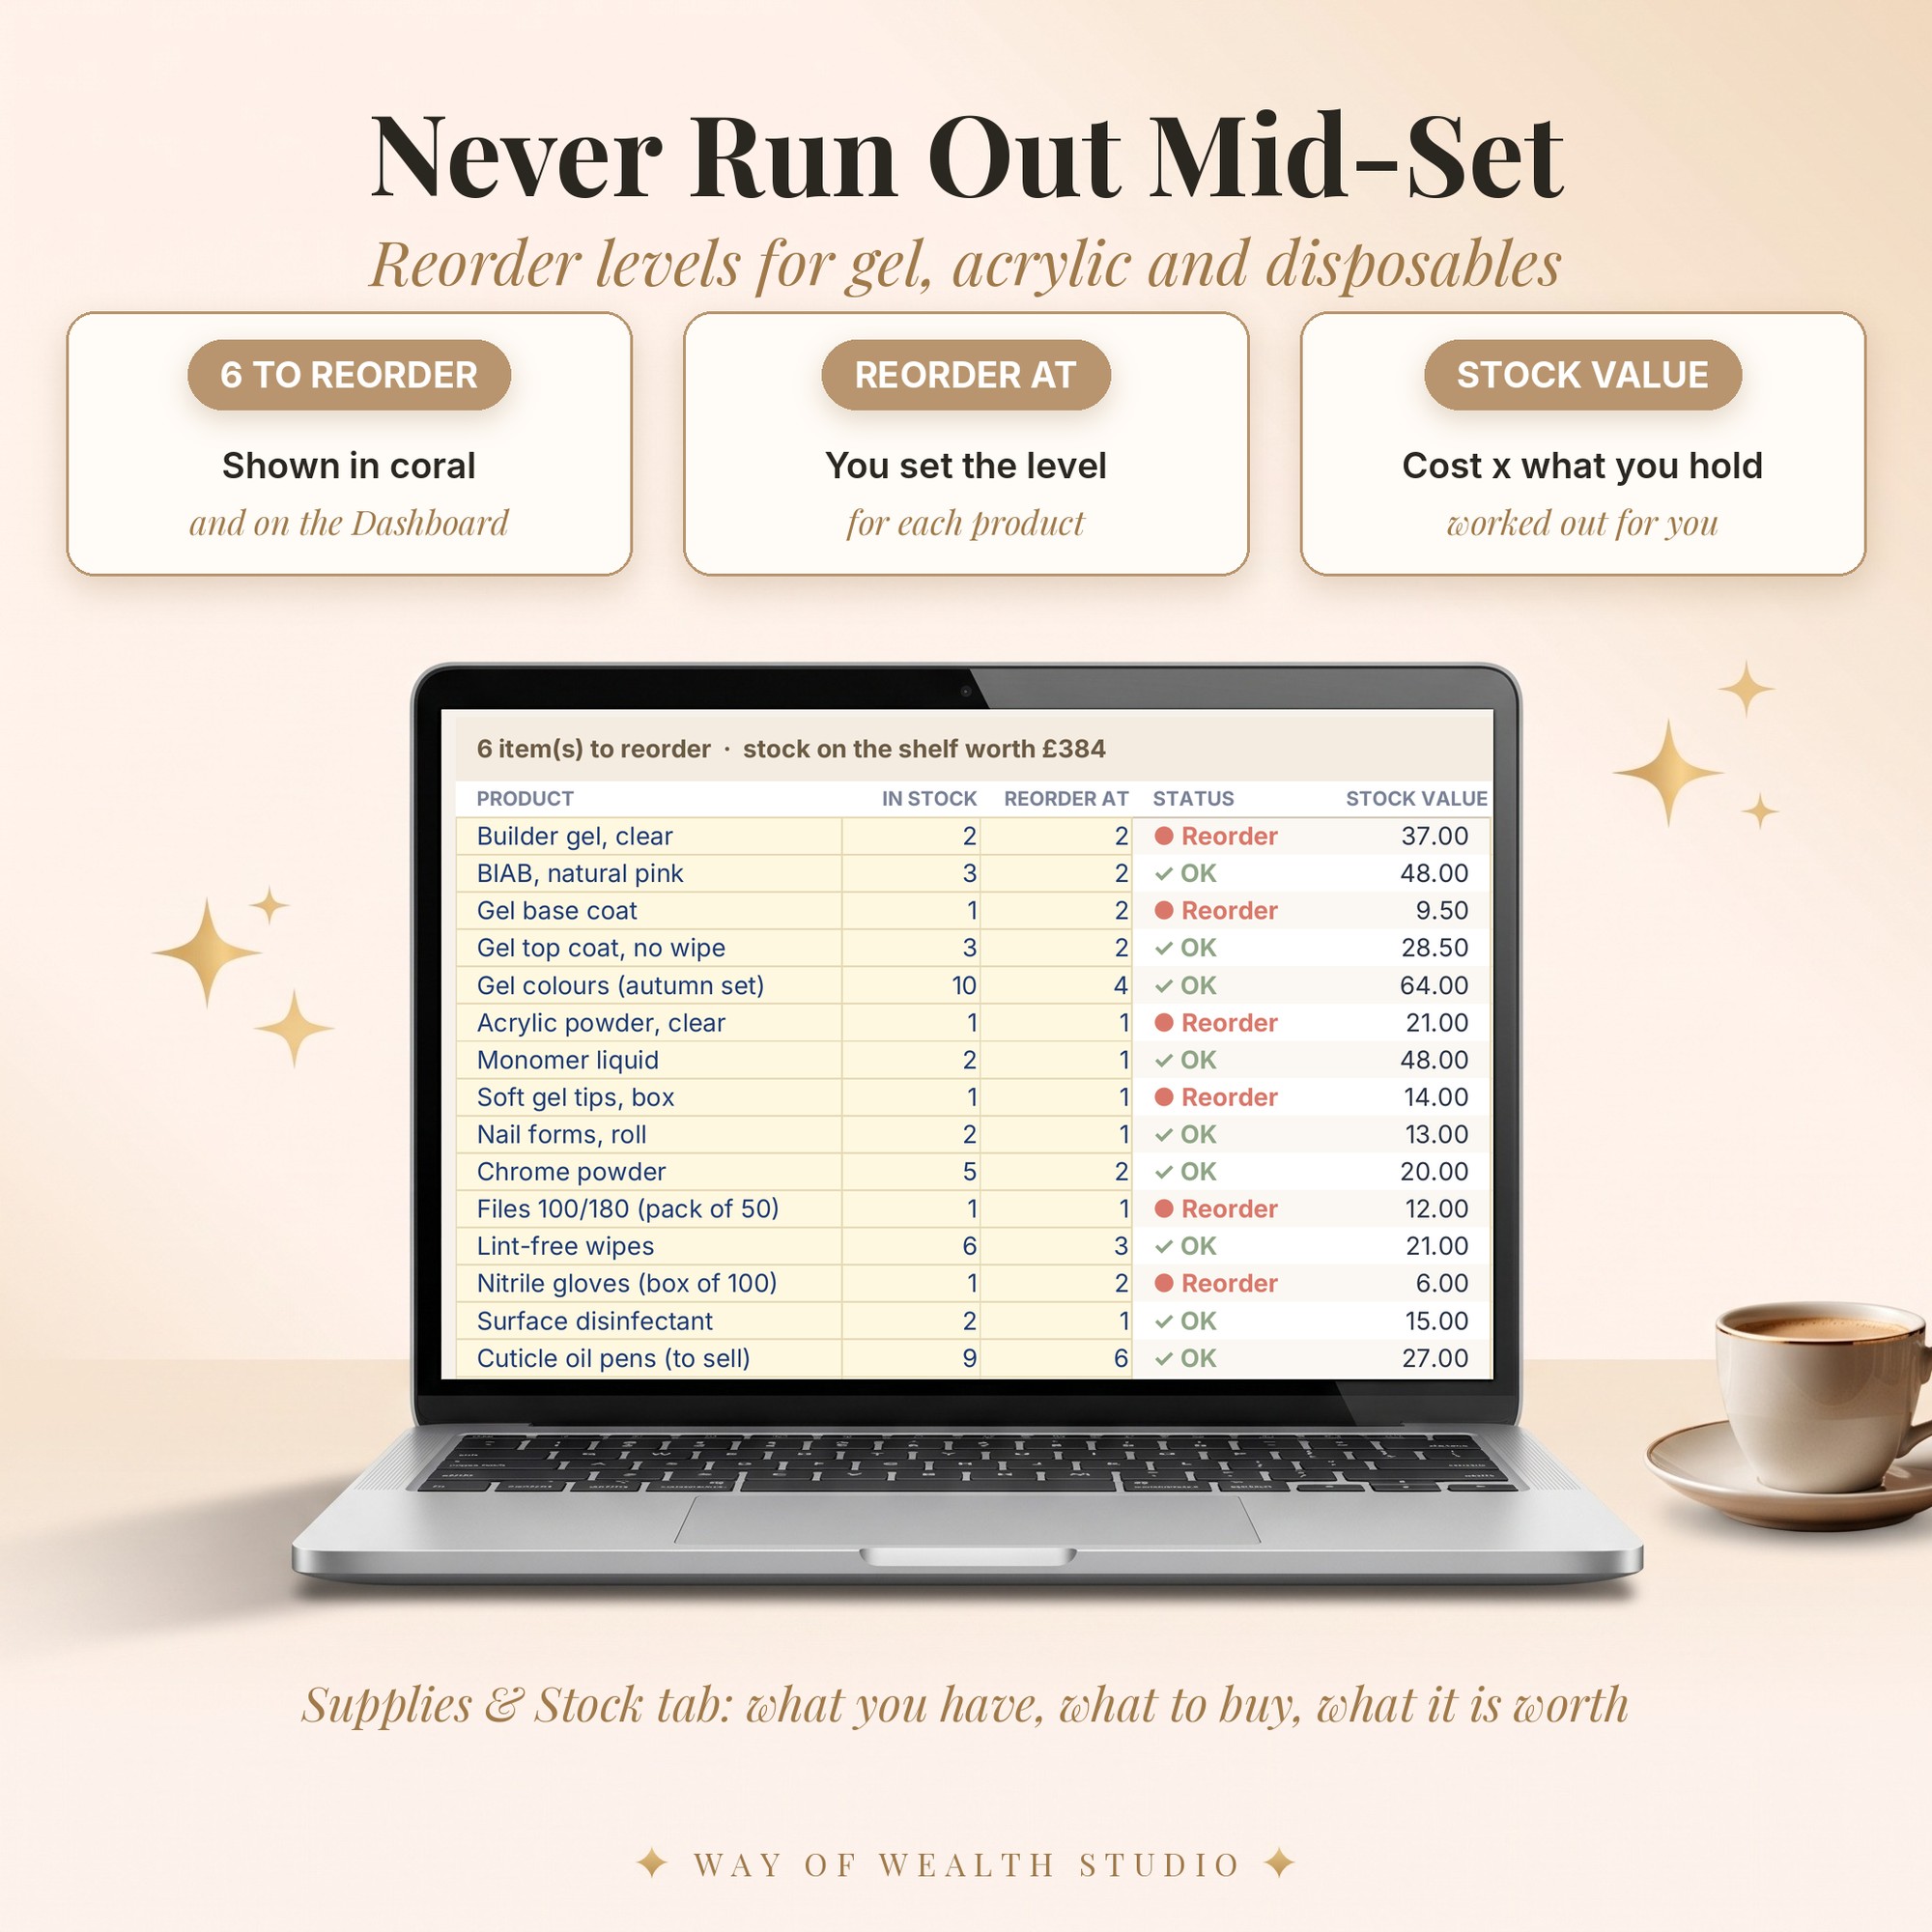 Never Run Out Mid-Set
Reorder levels for gel, acrylic and disposables
6 TO REORDER
Shown in coral
and on the Dashboard
REORDER AT
You set the level
for each product
STOCK VALUE
Cost x what you hold
worked out for you
6 item(s) to reorder · stock on the shelf worth £384
PRODUCT IN STOCK REORDER AT STATUS STOCK VALUE
Builder gel, clear 2 2 ● Reorder 37.00
BIAB, natural pink 3 2 ✓ OK 48.00
Gel base coat 1 2 ● Reorder 9.50
Gel top coat, no wipe 3 2 ✓ OK 28.50
Gel colours (autumn set) 10 4 ✓ OK 64.00
Acrylic powder, clear 1 1 ● Reorder 21.00
Monomer liquid 2 1 ✓ OK 48.00
Soft gel tips, box 1 1 ● Reorder 14.00
Nail forms, roll 2 1 ✓ OK 13.00
Chrome powder 5 2 ✓ OK 20.00
Files 100/180 (pack of 50) 1 1 ● Reorder 12.00
Lint-free wipes 6 3 ✓ OK 21.00
Nitrile gloves (box of 100) 1 2 ● Reorder 6.00
Surface disinfectant 2 1 ✓ OK 15.00
Cuticle oil pens (to sell) 9 6 ✓ OK 27.00
Supplies & Stock tab: what you have, what to buy, what it is worth
WAY OF WEALTH STUDIO